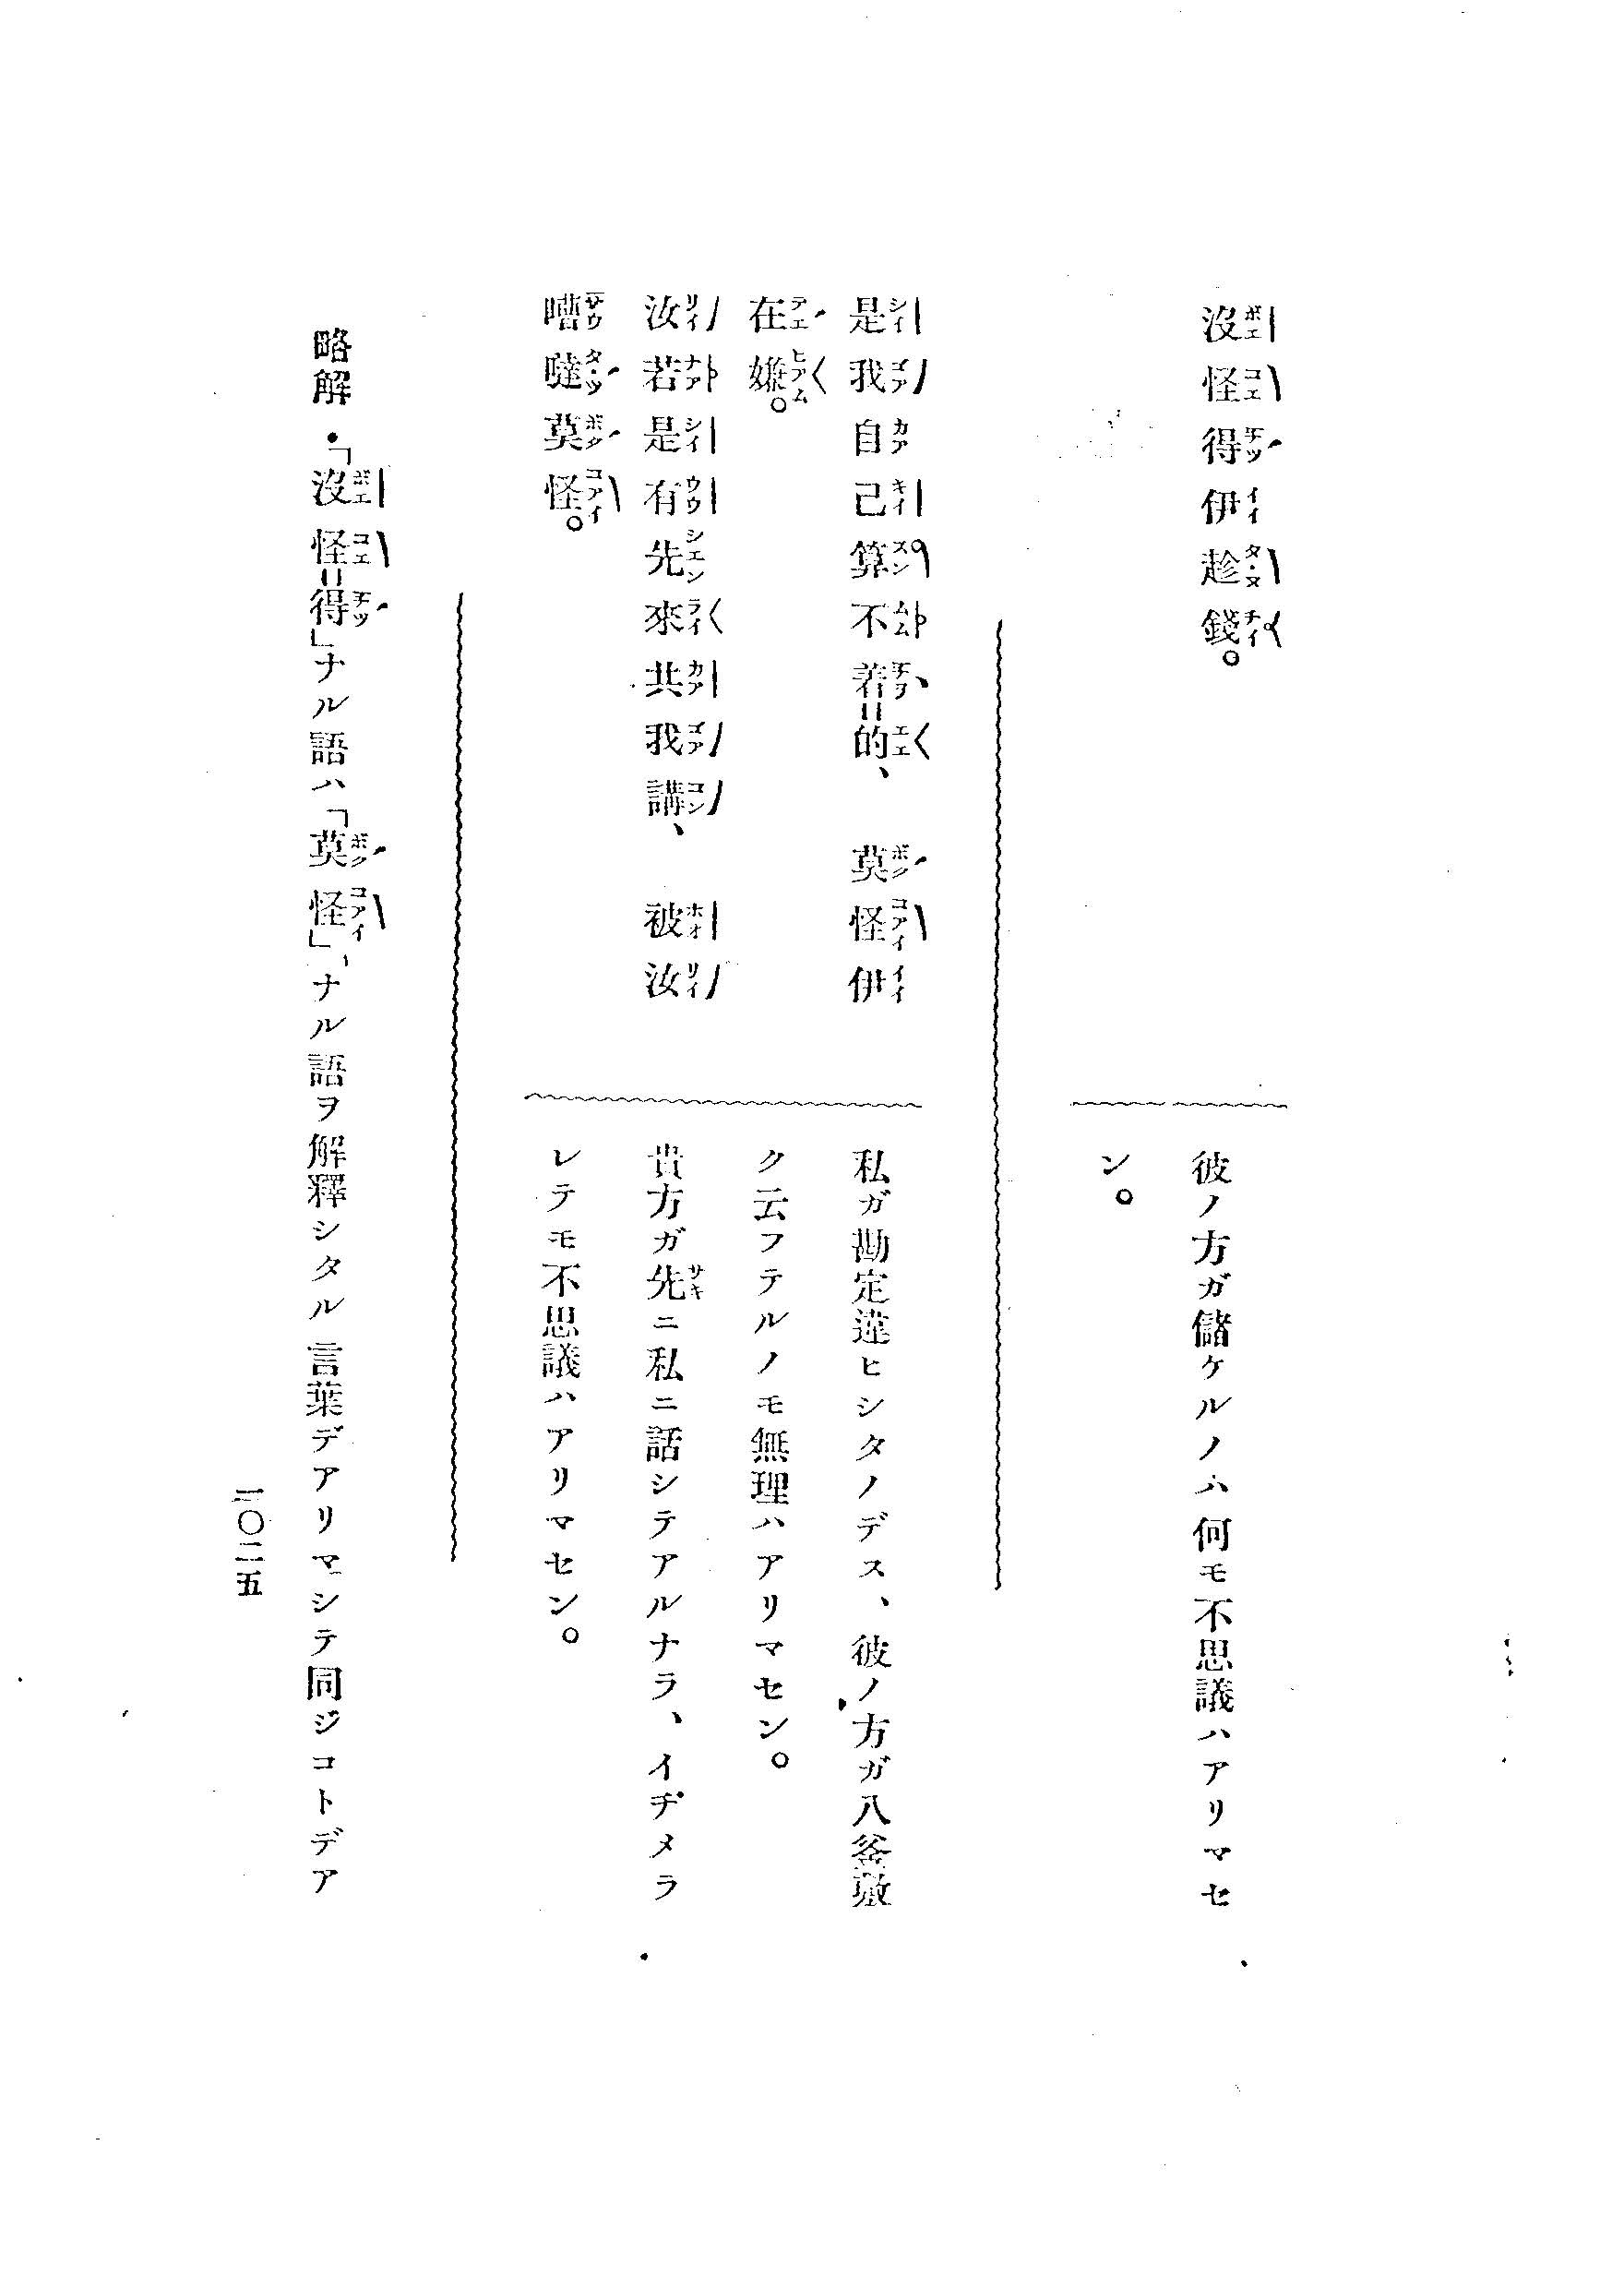 沒怪得伊趁錢。
彼ノ方ガ儲ケルノハ何モ不思議ハアリマセ
ン。
是我自己算不着=的、莫怪伊
在嫌。
私ガ勘定違ヒシタノデス、彼ノ方ガ八釜敷
ク云フテルノモ無理ハアリマセン。
汝若是有先來共我講、被汝
嘈噠莫怪。
貴方ガ先ニ私ニ話シテアルナラ、イヂメラ
レテモ不思議ハアリマセン。
略解・「沒怪=得」ナル語ハ「莫怪」、ナル語ヲ解釋シタル言葉デアリマシテ同ジコトデア
二〇二五